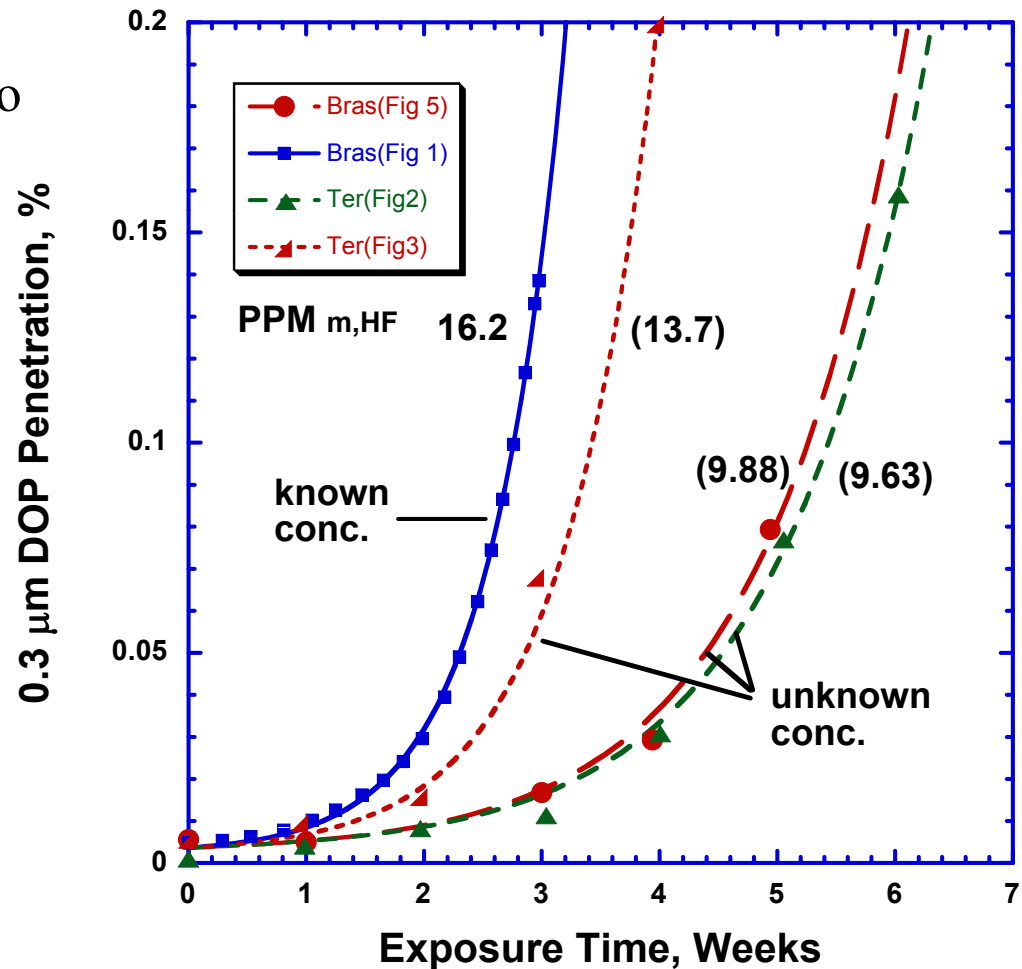 o
0.2
0.15
0.1
0.05
0
0.3 µm DOP Penetration, %
Bras(Fig 5)
Bras(Fig 1)
Ter(Fig2)
Ter(Fig3)
PPM m,HF 16.2 (13.7)
(9.88) (9.63)
known
conc.
unknown
conc.
0 1 2 3 4 5 6 7
Exposure Time, Weeks